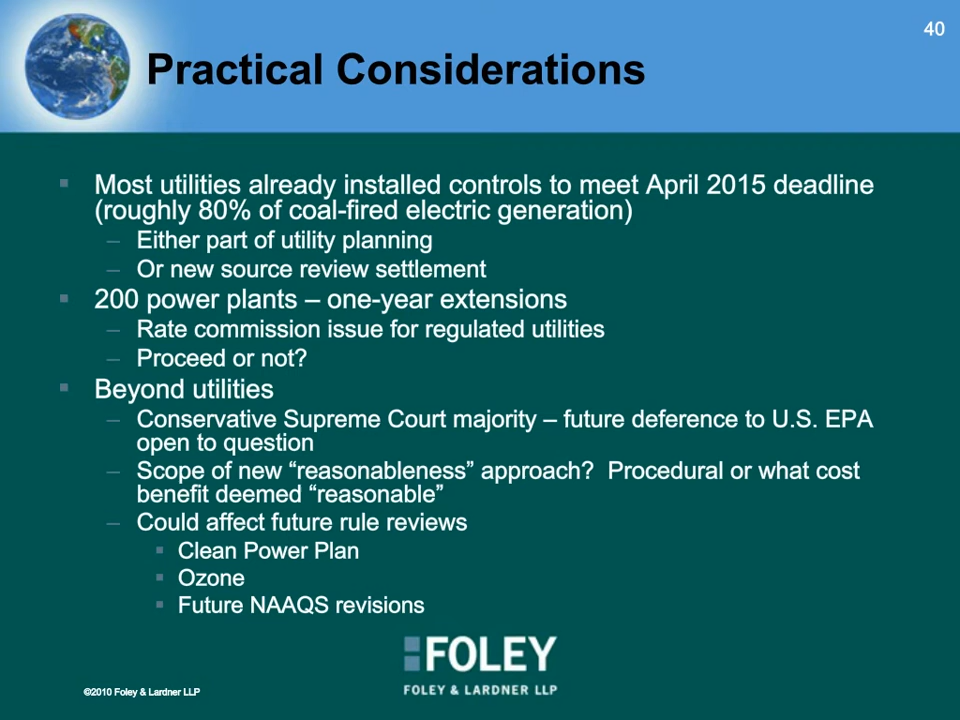 40
Practical Considerations
▪ Most utilities already installed controls to meet April 2015 deadline
(roughly 80% of coal-fired electric generation)
– Either part of utility planning
– Or new source review settlement
▪ 200 power plants – one-year extensions
– Rate commission issue for regulated utilities
– Proceed or not?
▪ Beyond utilities
– Conservative Supreme Court majority – future deference to U.S. EPA
open to question
– Scope of new “reasonableness” approach? Procedural or what cost
benefit deemed “reasonable”
– Could affect future rule reviews
▪ Clean Power Plan
▪ Ozone
▪ Future NAAQS revisions
FOLEY
FOLEY & LARDNER LLP
©2010 Foley & Lardner LLP